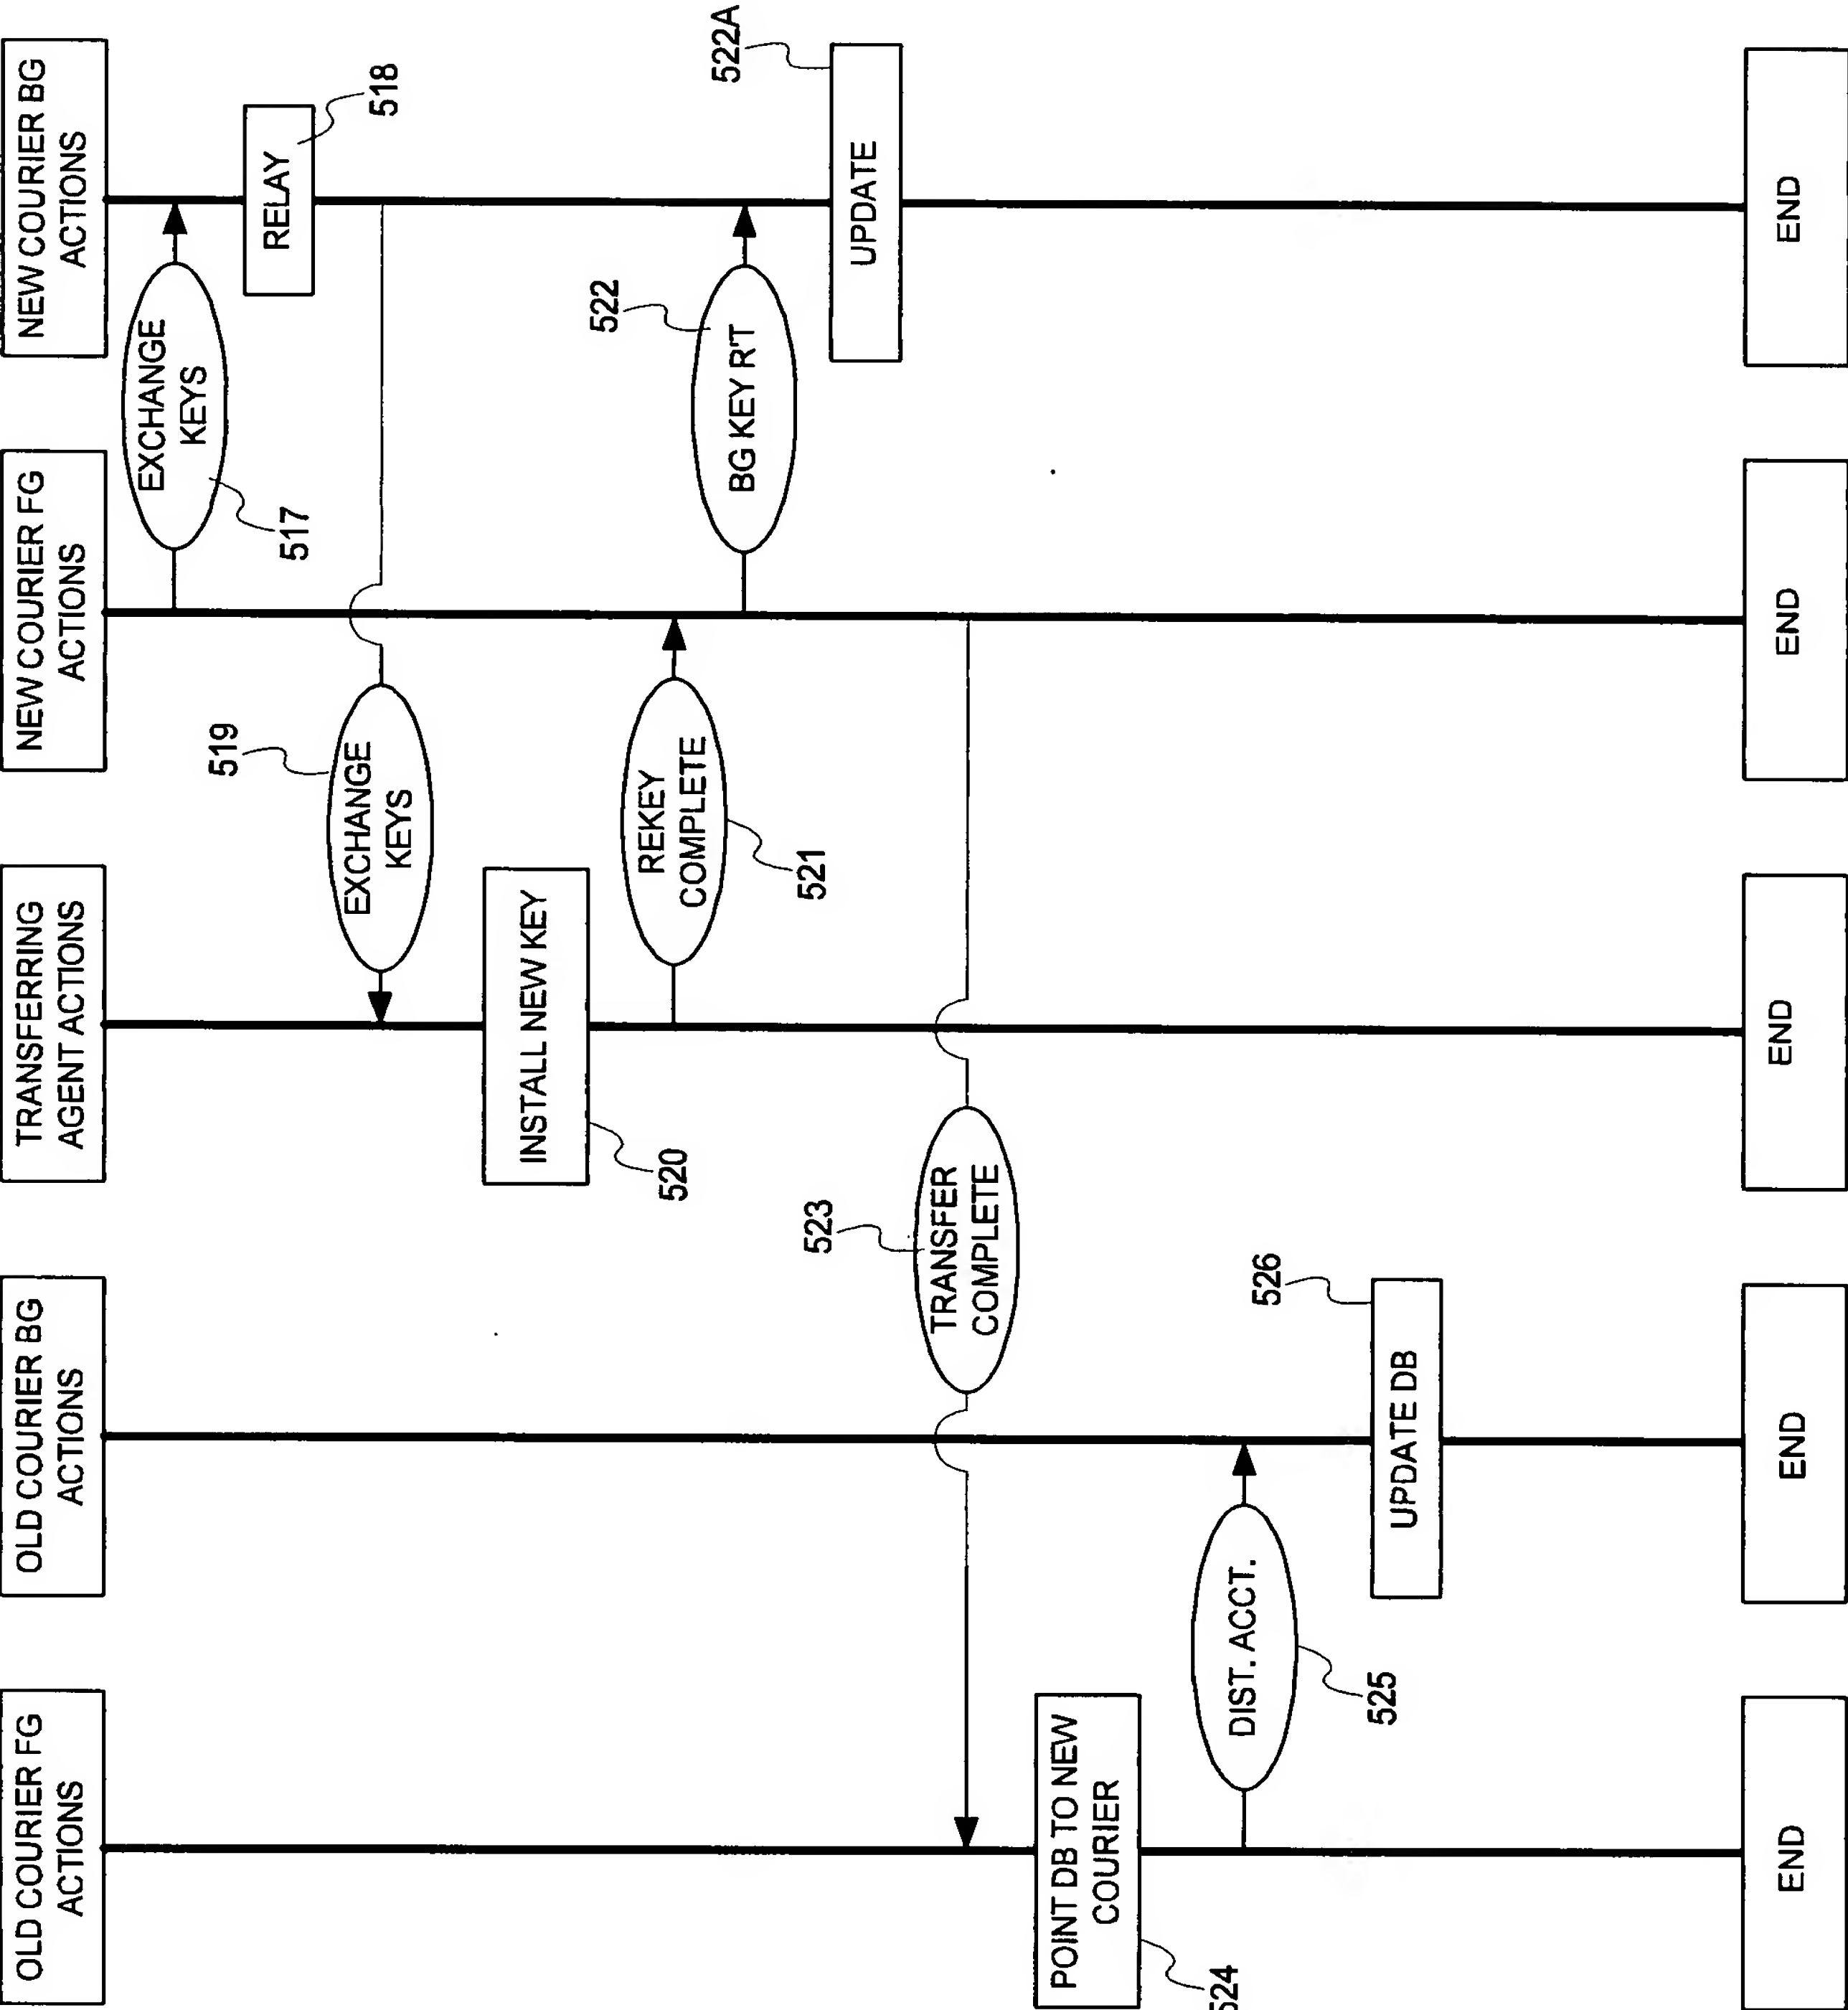 OLD COURIER FG
ACTIONS
OLD COURIER BG
ACTIONS
TRANSFERRING
AGENT ACTIONS
NEW COURIER FG
ACTIONS
NEW COURIER BG
ACTIONS
EXCHANGE
KEYS
517
RELAY
518
519
EXCHANGE
KEYS
INSTALL NEW KEY
520
REKEY
COMPLETE
521
522
BG KEY R'T
522A
UPDATE
523
TRANSFER
COMPLETE
POINT DB TO NEW
COURIER
524
DIST. ACCT.
525
526
UPDATE DB
END
END
END
END
END